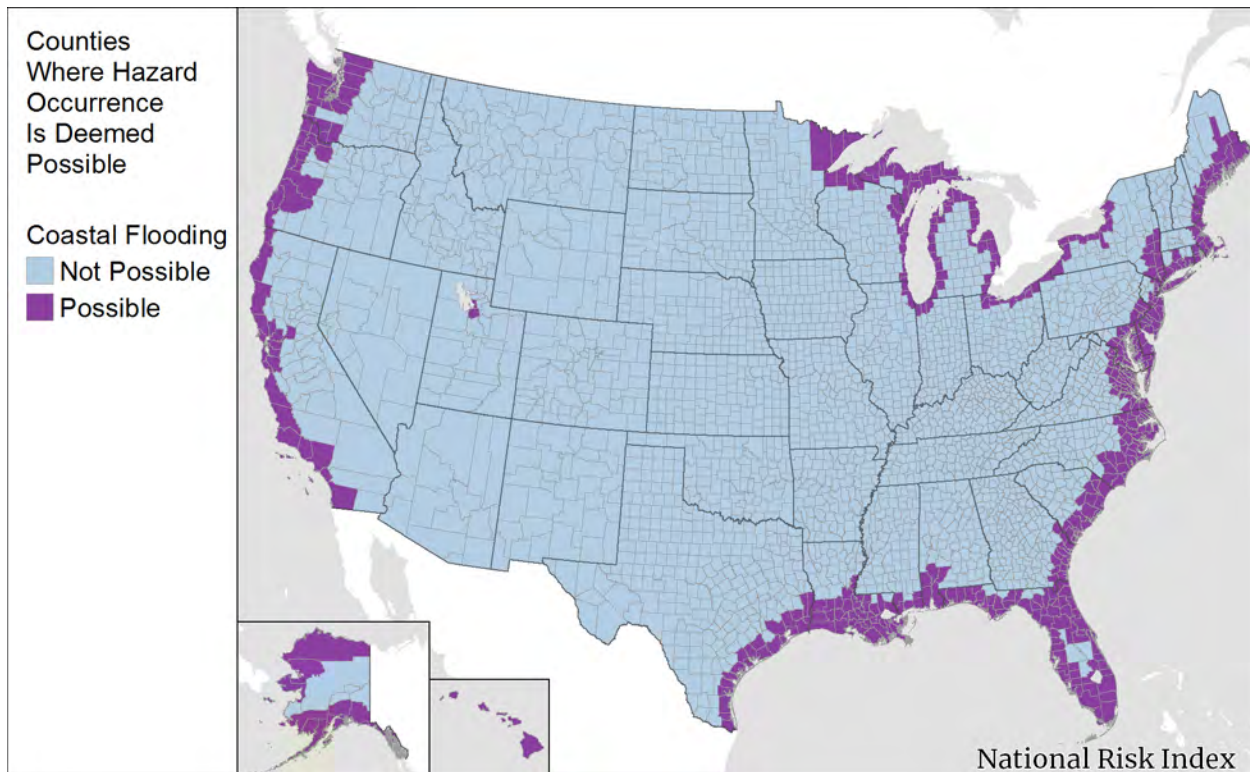 Counties
Where Hazard
Occurrence
Is Deemed
Possible
Coastal Flooding
Not Possible
Possible
National Risk Index